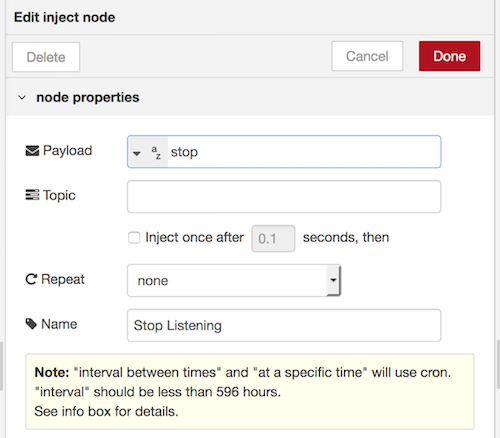 Edit inject node
Delete Cancel Done
node properties
Payload a z stop
Topic
Inject once after 0.1 seconds, then
Repeat none
Name Stop Listening
Note: "interval between times" and "at a specific time" will use cron.
"interval" should be less than 596 hours.
See info box for details.